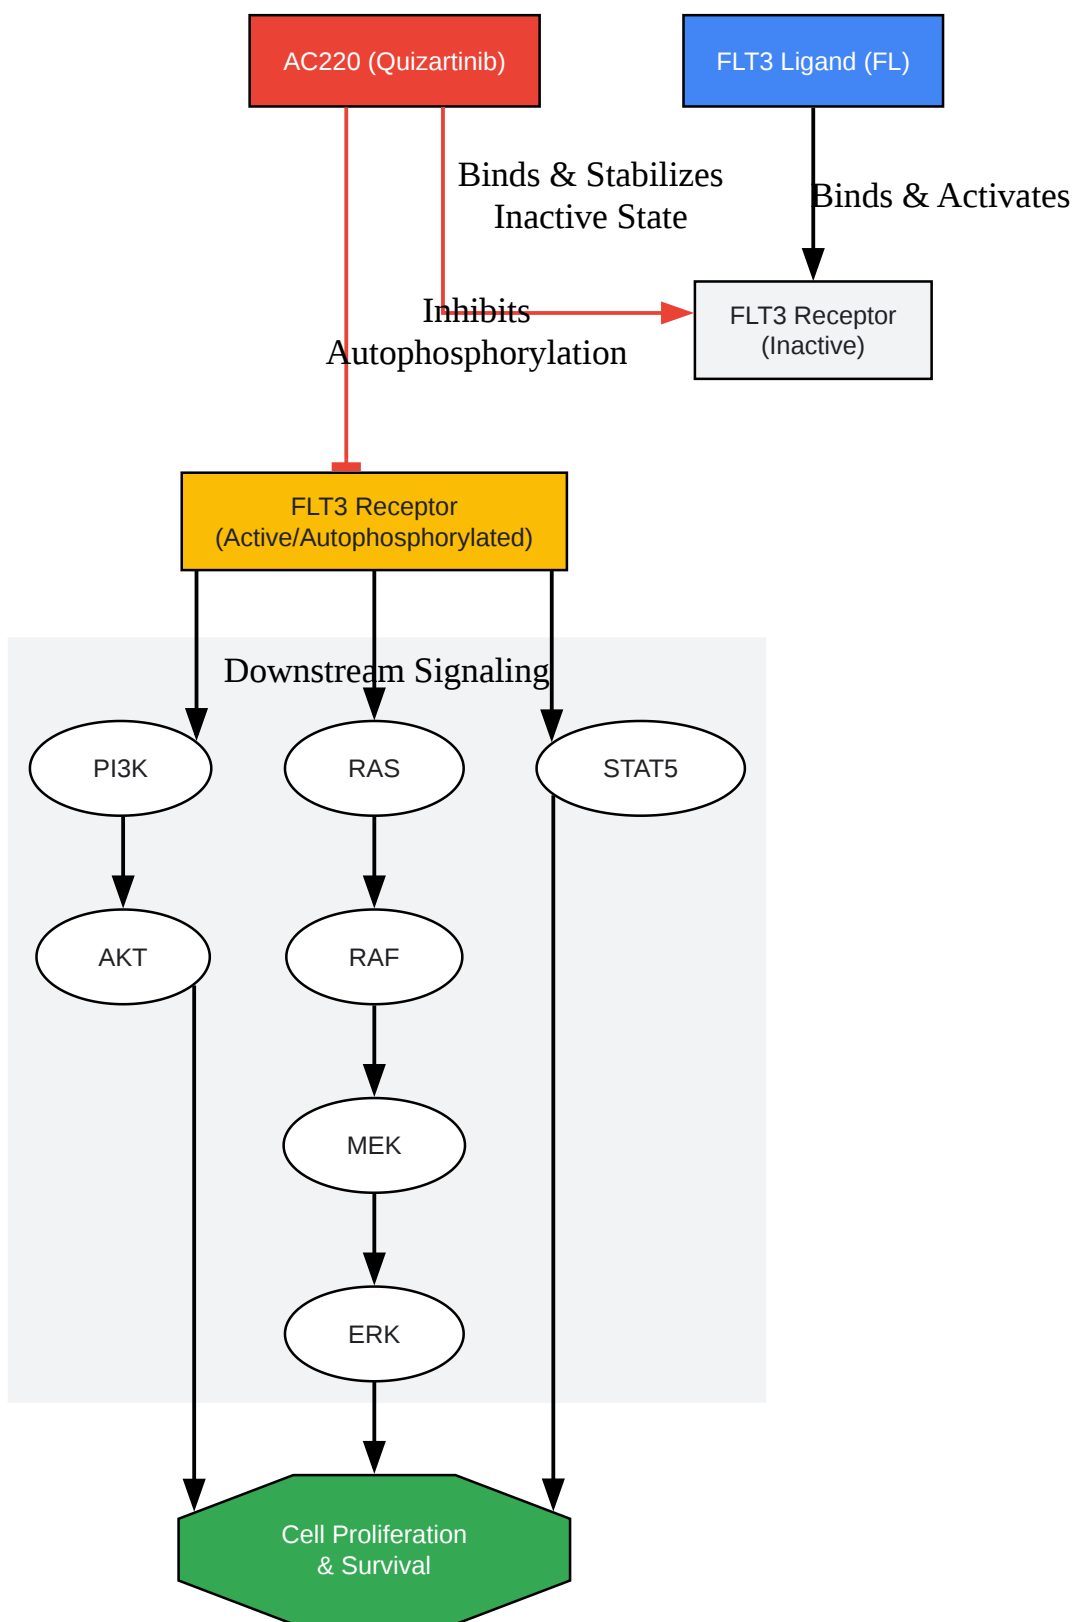 AC220 (Quizartinib)
FLT3 Ligand (FL)
Binds & Stabilizes
Inactive State
Binds & Activates
Inhibits
Autophosphorylation
FLT3 Receptor
(Inactive)
FLT3 Receptor
(Active/Autophosphorylated)
Downstream Signaling
PI3K
RAS
STAT5
AKT
RAF
MEK
ERK
Cell Proliferation
& Survival